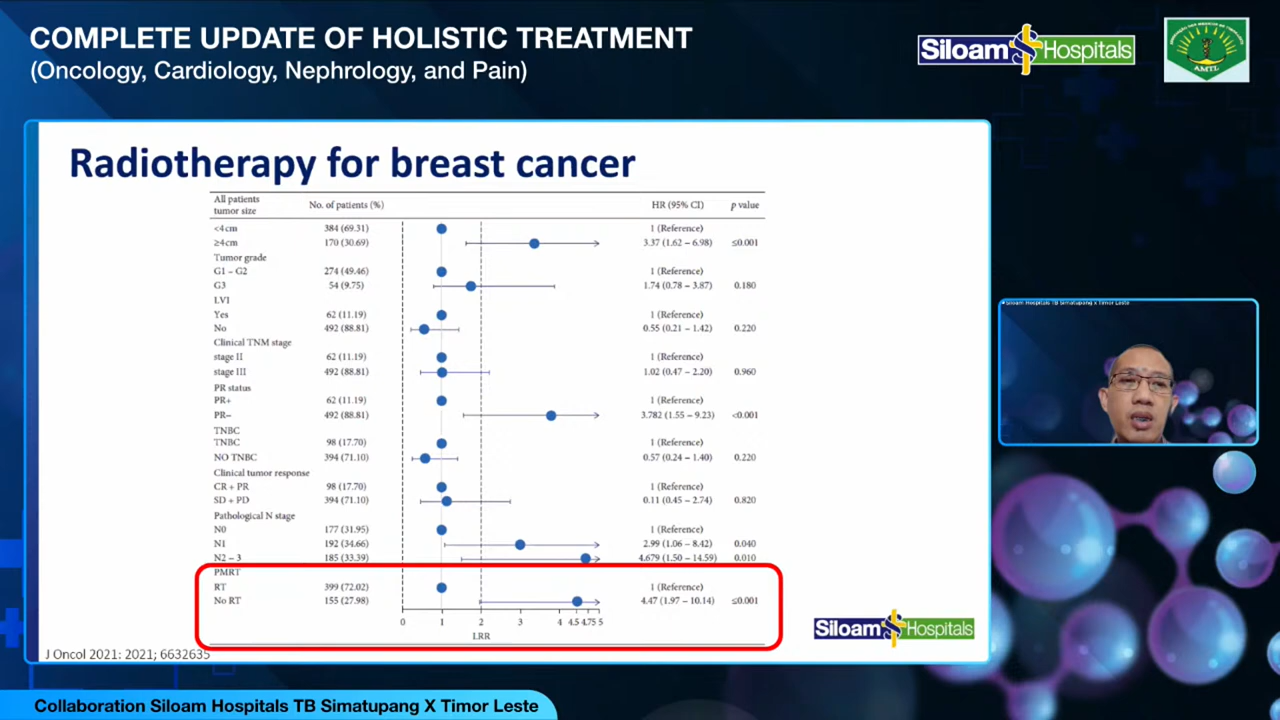 COMPLETE UPDATE OF HOLISTIC TREATMENT
(Oncology, Cardiology, Nephrology, and Pain)
Siloam Hospitals
AMTL
Radiotherapy for breast cancer
All patients
tumor size No. of patients (%) HR (95% CI) p value
<4cm 384 (69.31) 1 (Reference)
≥4cm 170 (30.69) 3.37 (1.62 – 6.98) ≤0.001
Tumor grade
G1 – G2 274 (49.46) 1 (Reference)
G3 54 (9.75) 1.74 (0.78 – 3.87) 0.180
LVI
Yes 62 (11.19) 1 (Reference)
No 492 (88.81) 0.55 (0.21 – 1.42) 0.220
Clinical TNM stage
stage II 62 (11.19) 1 (Reference)
stage III 492 (88.81) 1.02 (0.47 – 2.20) 0.960
PR status
PR+ 62 (11.19) 1 (Reference)
PR− 492 (88.81) 3.782 (1.55 – 9.23) <0.001
TNBC
TNBC 98 (17.70) 1 (Reference)
NO TNBC 394 (71.10) 0.57 (0.24 – 1.40) 0.220
Clinical tumor response
CR + PR 98 (17.70) 1 (Reference)
SD + PD 394 (71.10) 0.11 (0.45 – 2.74) 0.820
Pathological N stage
N0 177 (31.95) 1 (Reference)
N1 192 (34.66) 2.99 (1.06 – 8.42) 0.040
N2 – 3 185 (33.39) 4.679 (1.50 – 14.59) 0.010
PMRT
RT 399 (72.02) 1 (Reference)
No RT 155 (27.98) 4.47 (1.97 – 10.14) ≤0.001
0 1 2 3 4 4.5 4.75 5
LRR
Siloam Hospitals
J Oncol 2021: 2021; 6632635
Siloam Hospitals TB Simatupang X Timor Leste
Collaboration Siloam Hospitals TB Simatupang X Timor Leste